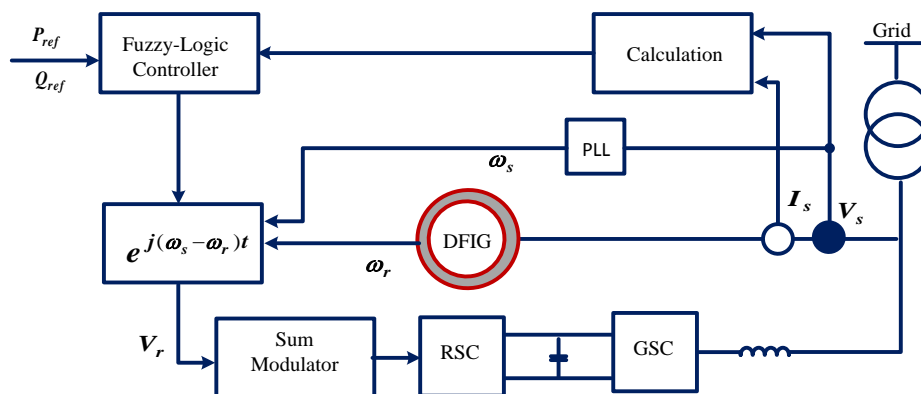 P_ref
Q_ref
Fuzzy-Logic
Controller
Calculation
Grid
PLL
ω_s
I_s
V_s
e^{j(ω_s−ω_r)t}
DFIG
ω_r
V_r
Sum
Modulator
RSC
GSC